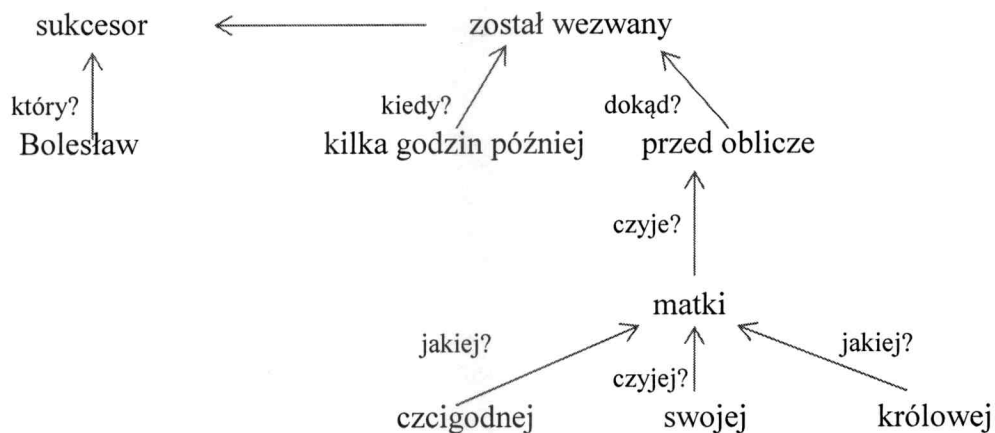 sukcesor został wezwany
który? kiedy? dokąd?
Bolesław kilka godzin później przed oblicze
czyje?
matki
jakiej? jakiej?
czyjej?
czcigodnej swojej królowej